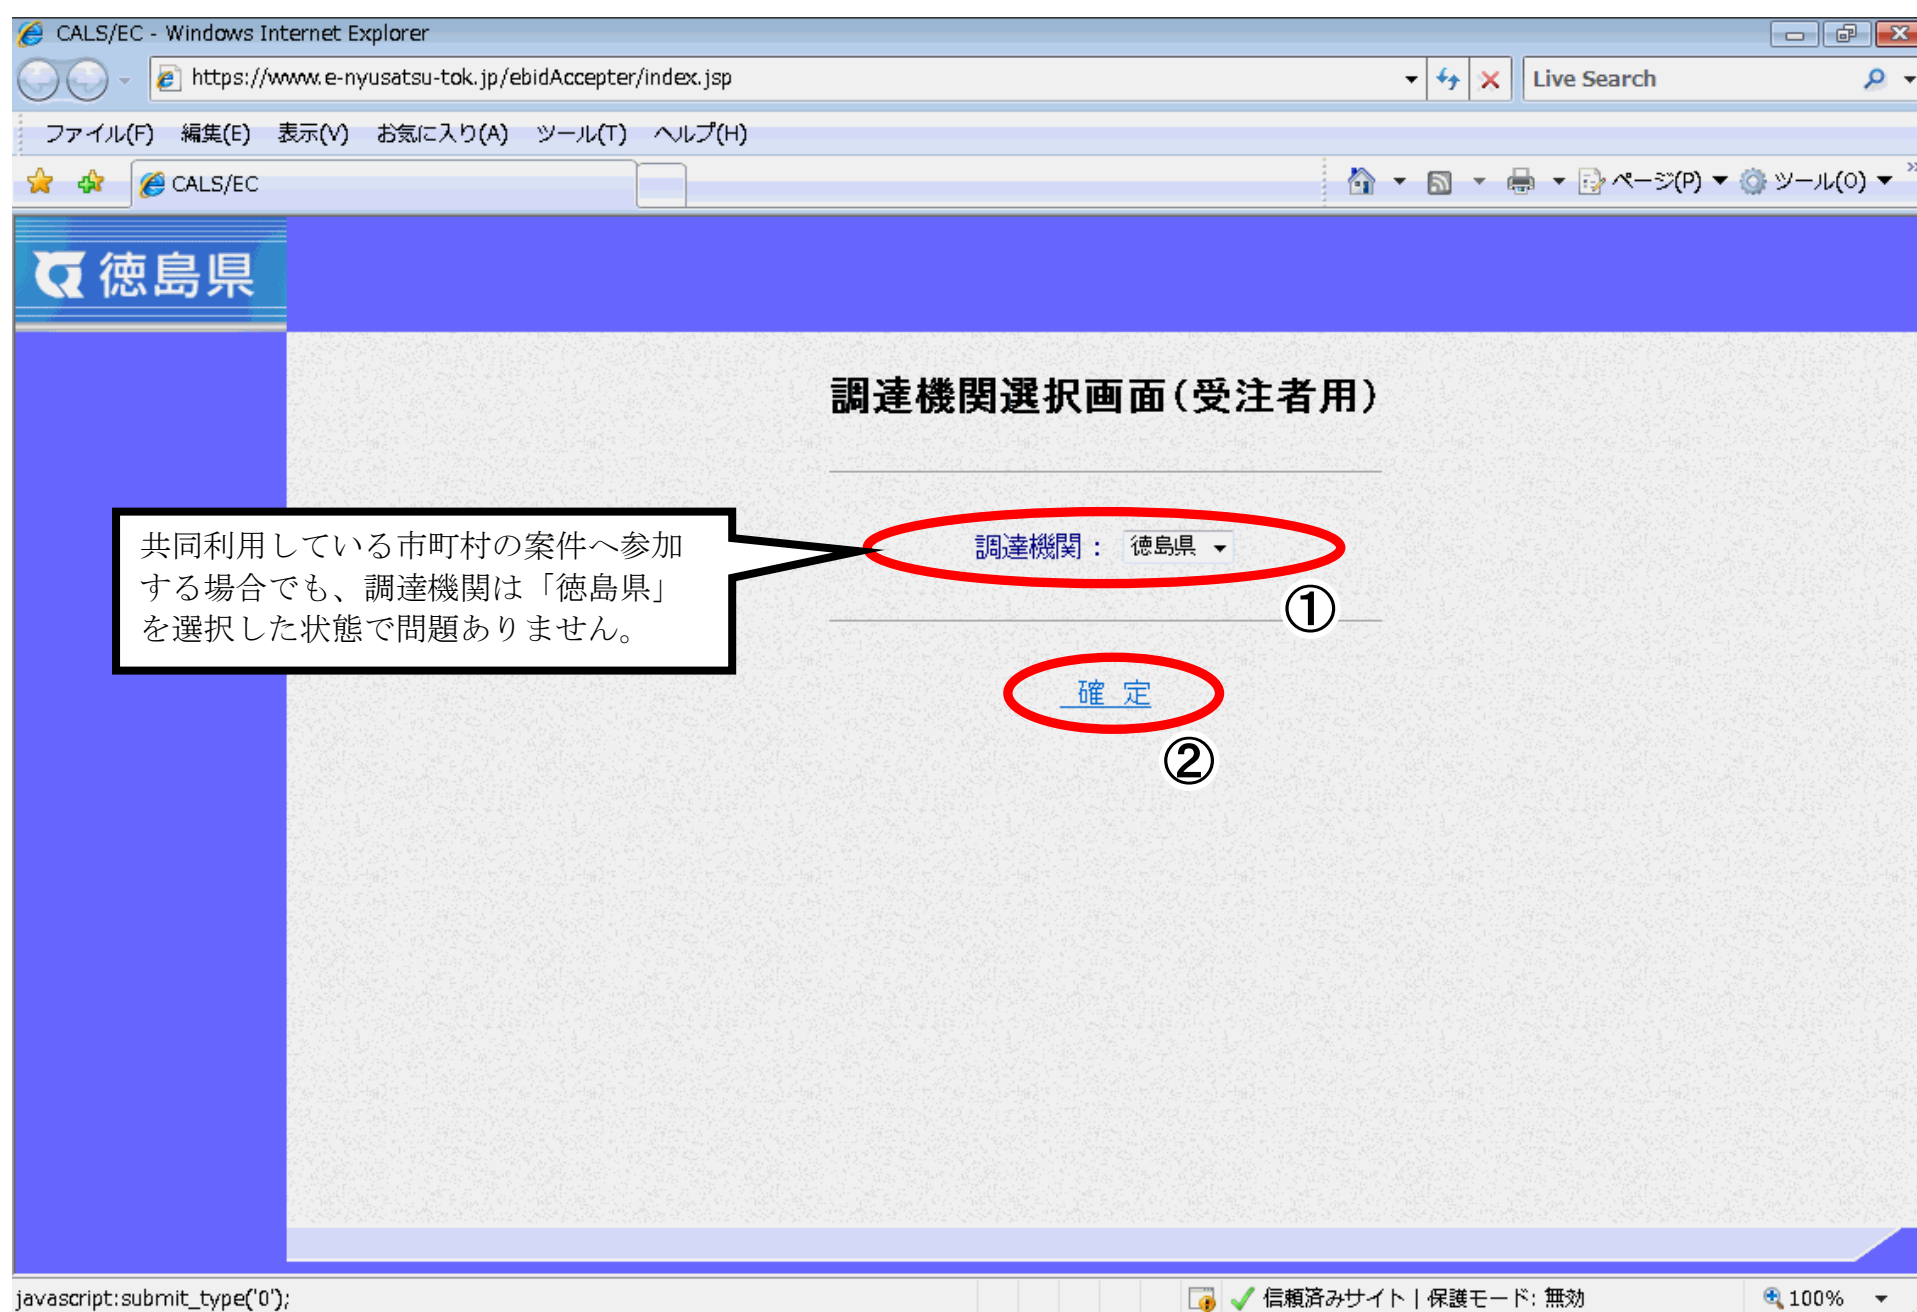 CALS/EC - Windows Internet Explorer
https://www.e-nyusatsu-tok.jp/ebidAccepter/index.jsp
Live Search
ファイル(F) 編集(E) 表示(V) お気に入り(A) ツール(T) ヘルプ(H)
CALS/EC
ページ(P) ツール(O) »
徳島県
調達機関選択画面(受注者用)
調達機関： 徳島県
①
共同利用している市町村の案件へ参加
する場合でも、調達機関は「徳島県」
を選択した状態で問題ありません。
確 定
②
javascript:submit_type('0');
信頼済みサイト | 保護モード: 無効
100%